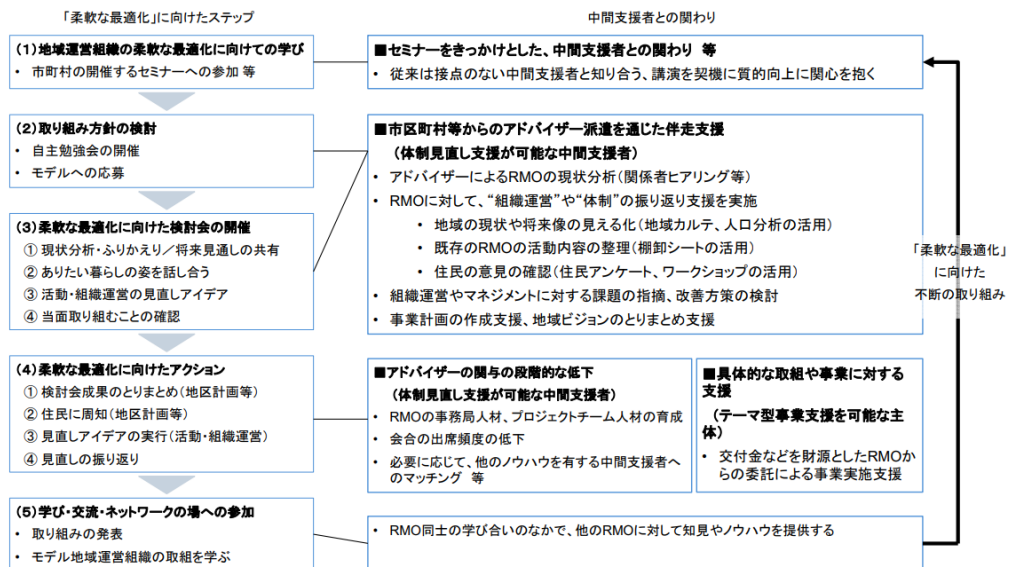 「柔軟な最適化」に向けたステップ
中間支援者との関わり
(1)地域運営組織の柔軟な最適化に向けての学び
• 市町村の開催するセミナーへの参加 等
■セミナーをきっかけとした、中間支援者との関わり 等
• 従来は接点のない中間支援者と知り合う、講演を契機に質的向上に関心を抱く
(2)取り組み方針の検討
• 自主勉強会の開催
• モデルへの応募
(3)柔軟な最適化に向けた検討会の開催
① 現状分析・ふりかえり／将来見通しの共有
② ありたい暮らしの姿を話し合う
③ 活動・組織運営の見直しアイデア
④ 当面取り組むことの確認
■市区町村等からのアドバイザー派遣を通じた伴走支援
(体制見直し支援が可能な中間支援者)
• アドバイザーによるRMOの現状分析(関係者ヒアリング等)
• RMOに対して、“組織運営”や“体制”の振り返り支援を実施
• 地域の現状や将来像の見える化(地域カルテ、人口分析の活用)
• 既存のRMOの活動内容の整理(棚卸シートの活用)
• 住民の意見の確認(住民アンケート、ワークショップの活用)
• 組織運営やマネジメントに対する課題の指摘、改善方策の検討
• 事業計画の作成支援、地域ビジョンのとりまとめ支援
「柔軟な最適化」
に向けた
不断の取り組み
(4)柔軟な最適化に向けたアクション
① 検討会成果のとりまとめ(地区計画等)
② 住民に周知(地区計画等)
③ 見直しアイデアの実行(活動・組織運営)
④ 見直しの振り返り
■アドバイザーの関与の段階的な低下
(体制見直し支援が可能な中間支援者)
• RMOの事務局人材、プロジェクトチーム人材の育成
• 会合の出席頻度の低下
• 必要に応じて、他のノウハウを有する中間支援者へ
のマッチング 等
■具体的な取組や事業に対する
支援
(テーマ型事業支援を可能な主
体)
• 交付金などを財源としたRMOか
らの委託による事業実施支援
(5)学び・交流・ネットワークの場への参加
• 取り組みの発表
• モデル地域運営組織の取組を学ぶ
• RMO同士の学び合いのなかで、他のRMOに対して知見やノウハウを提供する